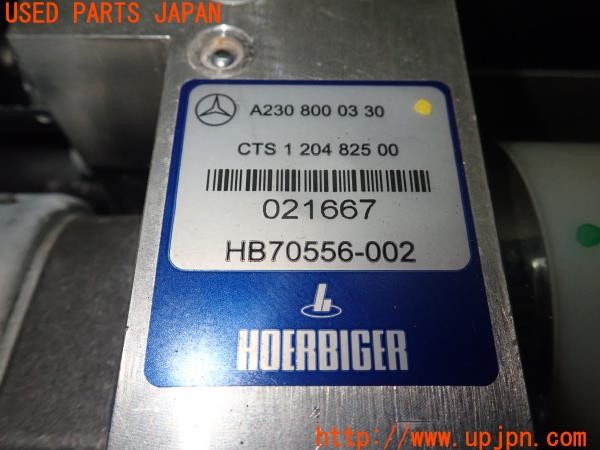 USED PARTS JAPAN
A230 800 03 30
CTS 1 204 825 00
021667
HB70556-002
HOERBIGER
http://www.upjpn.com/